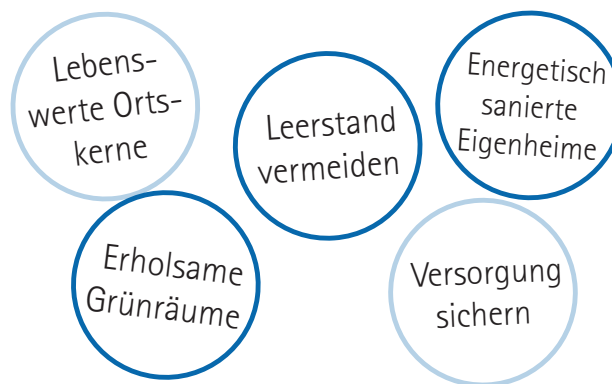 Lebens-
werte Orts-
kerne
Leerstand
vermeiden
Energetisch
sanierte
Eigenheime
Erholsame
Grünräume
Versorgung
sichern